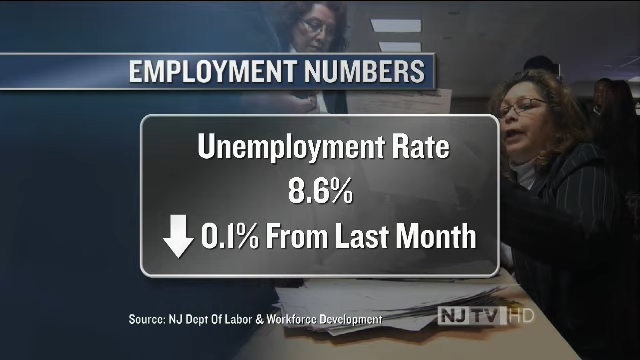 EMPLOYMENT NUMBERS
Unemployment Rate
8.6%
0.1% From Last Month
Source: NJ Dept Of Labor & Workforce Development
NJTV HD